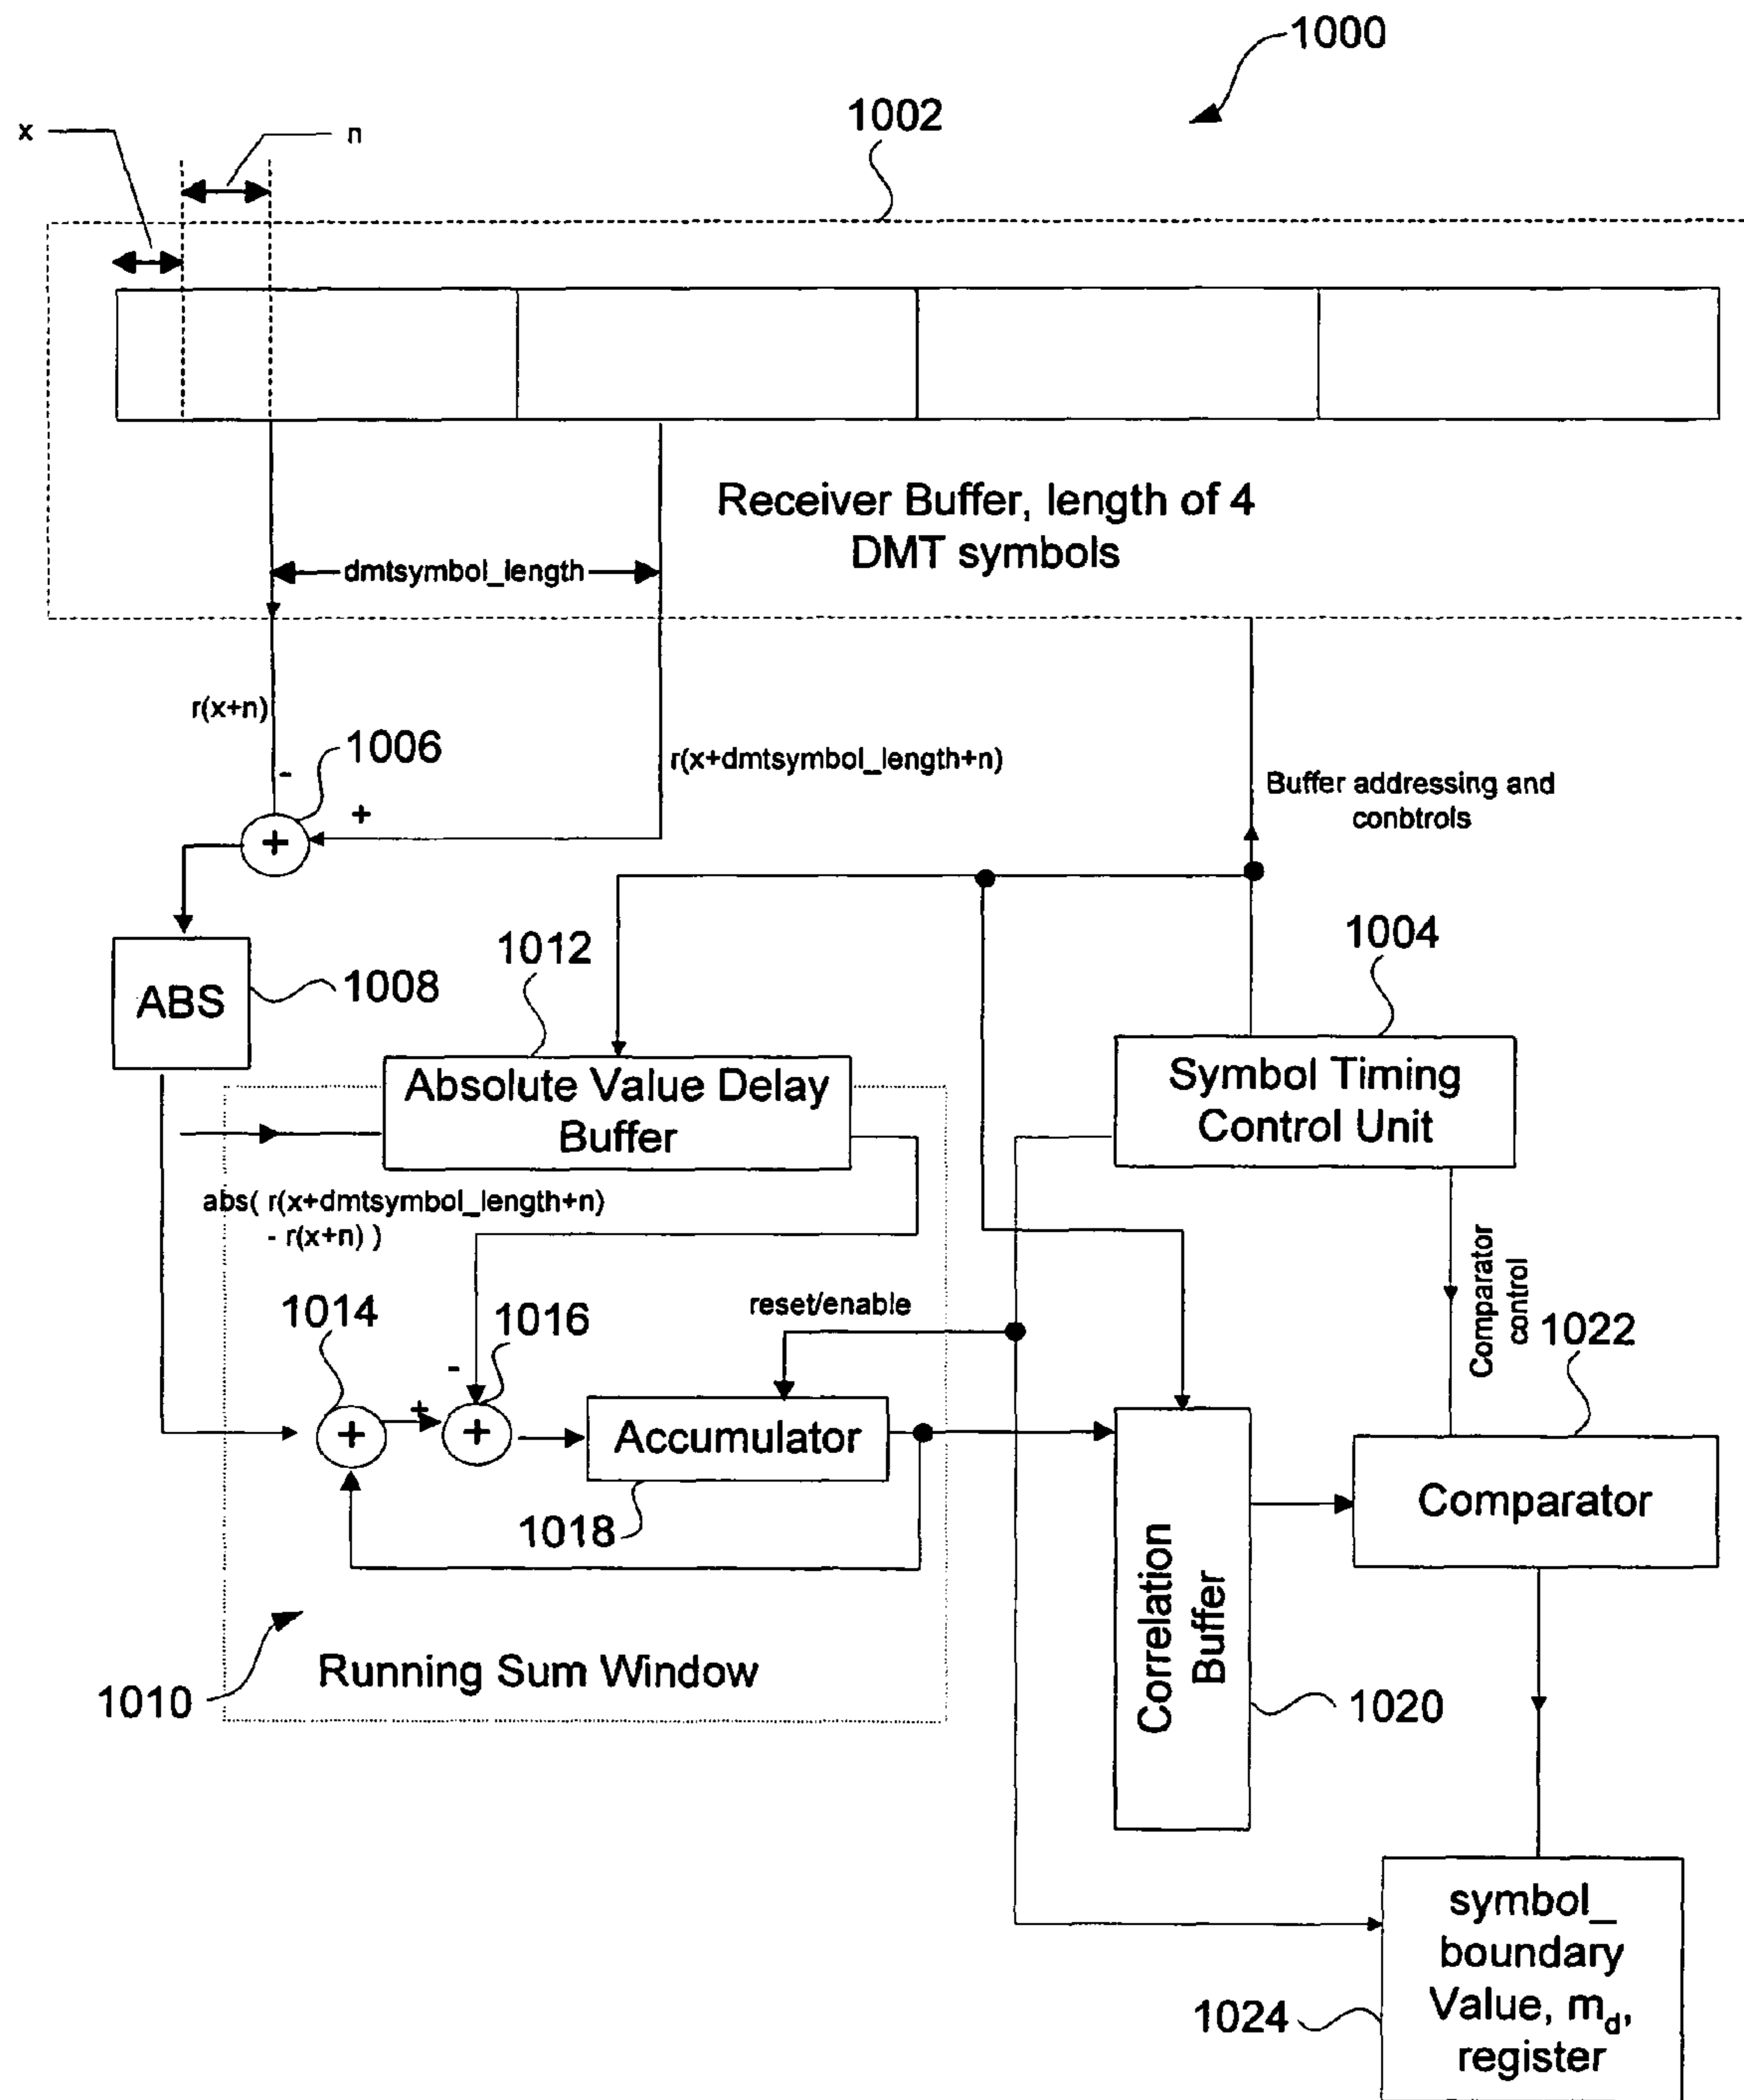 1000
1002
x
n
Receiver Buffer, length of 4
DMT symbols
dmtsymbol_length
r(x+n)
1006
-
+
r(x+dmtsymbol_length+n)
Buffer addressing and
conbtrols
+
1004
1012
1008
ABS
Absolute Value Delay
Buffer
Symbol Timing
Control Unit
abs( r(x+dmtsymbol_length+n)
- r(x+n) )
Comparator
control
reset/enable
1014
1016
1022
-
+
+
+
Accumulator
Comparator
1018
Correlation
Buffer
Running Sum Window
1010
1020
symbol_
boundary
Value, m_d,
register
1024